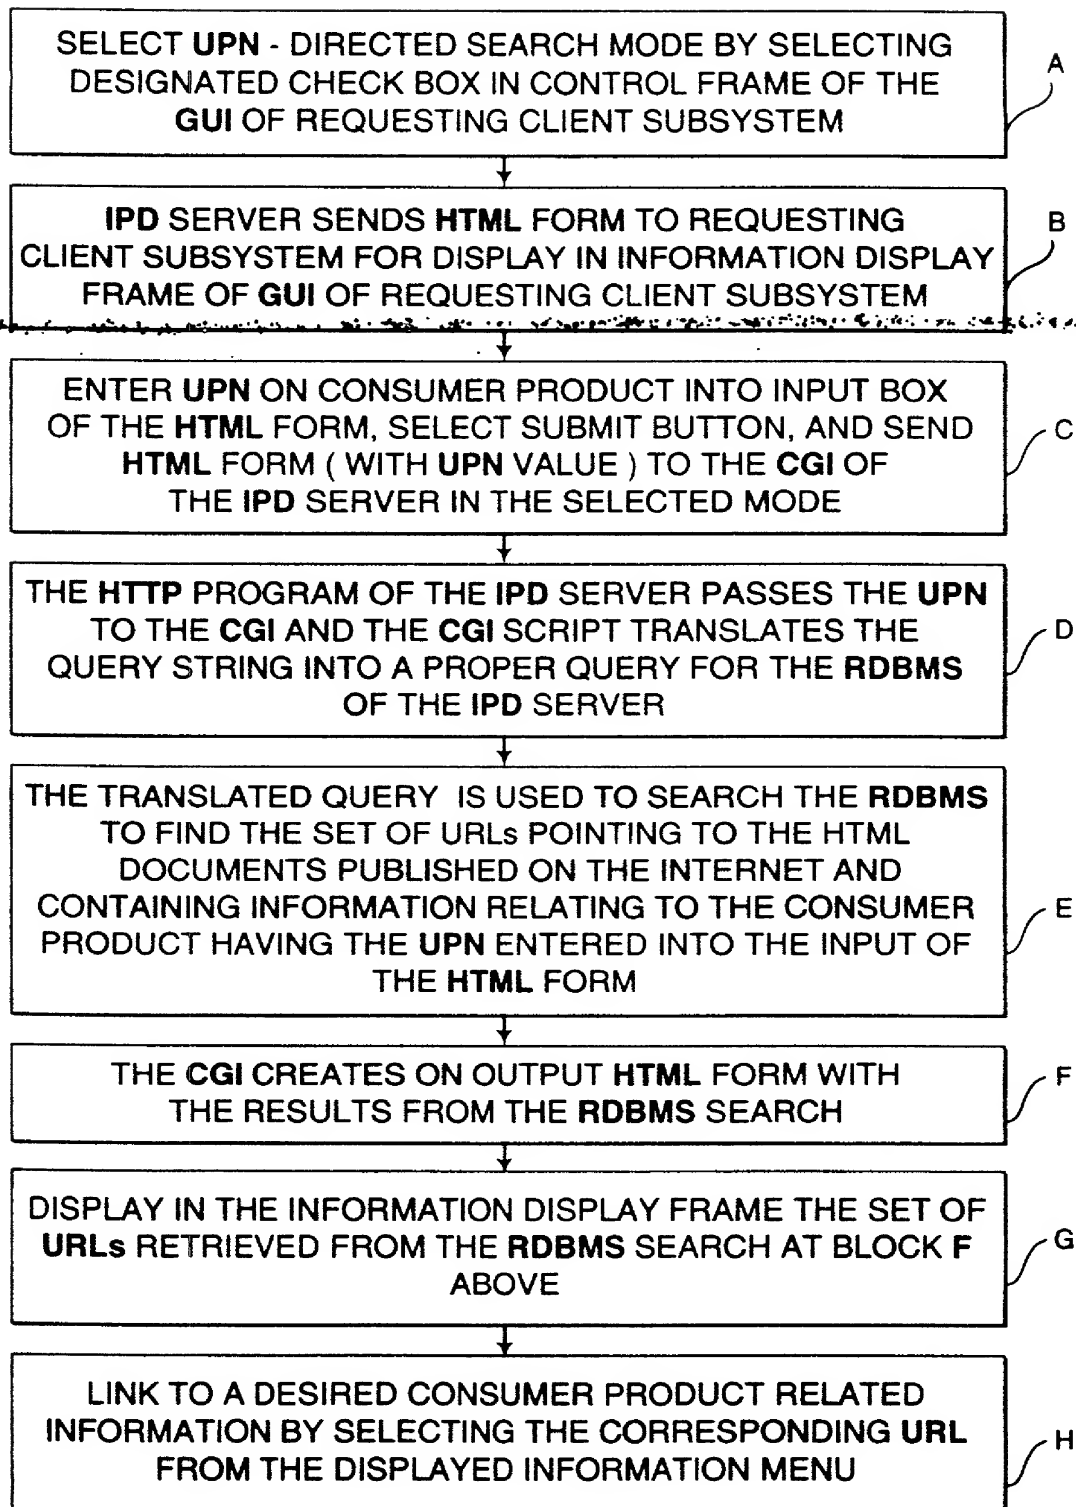 SELECT UPN - DIRECTED SEARCH MODE BY SELECTING
DESIGNATED CHECK BOX IN CONTROL FRAME OF THE
GUI OF REQUESTING CLIENT SUBSYSTEM
A
IPD SERVER SENDS HTML FORM TO REQUESTING
CLIENT SUBSYSTEM FOR DISPLAY IN INFORMATION DISPLAY
FRAME OF GUI OF REQUESTING CLIENT SUBSYSTEM
B
ENTER UPN ON CONSUMER PRODUCT INTO INPUT BOX
OF THE HTML FORM, SELECT SUBMIT BUTTON, AND SEND
HTML FORM ( WITH UPN VALUE ) TO THE CGI OF
THE IPD SERVER IN THE SELECTED MODE
C
THE HTTP PROGRAM OF THE IPD SERVER PASSES THE UPN
TO THE CGI AND THE CGI SCRIPT TRANSLATES THE
QUERY STRING INTO A PROPER QUERY FOR THE RDBMS
OF THE IPD SERVER
D
THE TRANSLATED QUERY IS USED TO SEARCH THE RDBMS
TO FIND THE SET OF URLs POINTING TO THE HTML
DOCUMENTS PUBLISHED ON THE INTERNET AND
CONTAINING INFORMATION RELATING TO THE CONSUMER
PRODUCT HAVING THE UPN ENTERED INTO THE INPUT OF
THE HTML FORM
E
THE CGI CREATES ON OUTPUT HTML FORM WITH
THE RESULTS FROM THE RDBMS SEARCH
F
DISPLAY IN THE INFORMATION DISPLAY FRAME THE SET OF
URLs RETRIEVED FROM THE RDBMS SEARCH AT BLOCK F
ABOVE
G
LINK TO A DESIRED CONSUMER PRODUCT RELATED
INFORMATION BY SELECTING THE CORRESPONDING URL
FROM THE DISPLAYED INFORMATION MENU
H